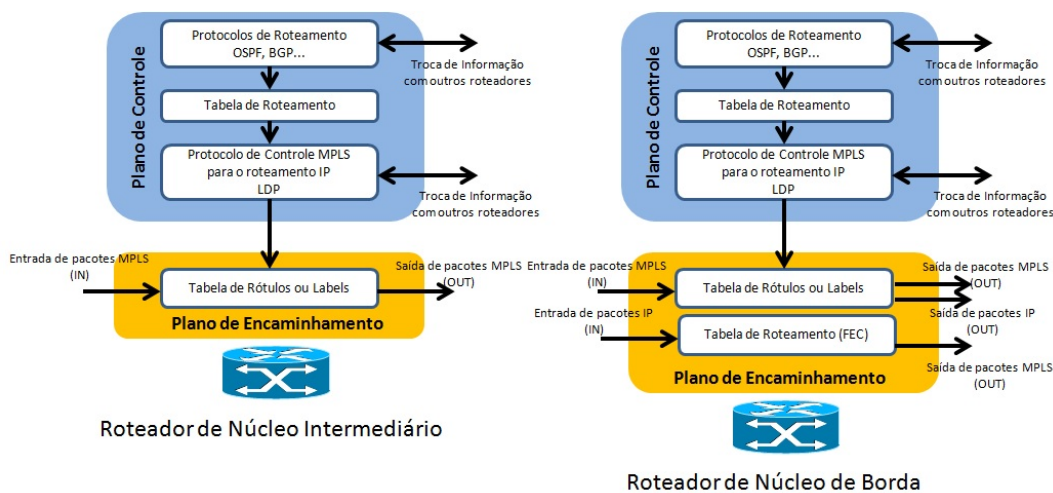 Plano de Controle
Protocolos de Roteamento
OSPF, BGP...
Troca de Informação
com outros roteadores
Tabela de Roteamento
Protocolo de Controle MPLS
para o roteamento IP
LDP
Troca de Informação
com outros roteadores
Entrada de pacotes MPLS
(IN)
Tabela de Rótulos ou Labels
Saída de pacotes MPLS
(OUT)
Plano de Encaminhamento
Roteador de Núcleo Intermediário
Plano de Controle
Protocolos de Roteamento
OSPF, BGP...
Troca de Informação
com outros roteadores
Tabela de Roteamento
Protocolo de Controle MPLS
para o roteamento IP
LDP
Troca de Informação
com outros roteadores
Entrada de pacotes MPLS
(IN)
Tabela de Rótulos ou Labels
Saída de pacotes MPLS
(OUT)
Entrada de pacotes IP
(IN)
Tabela de Roteamento (FEC)
Saída de pacotes IP
(OUT)
Saída de pacotes MPLS
(OUT)
Plano de Encaminhamento
Roteador de Núcleo de Borda